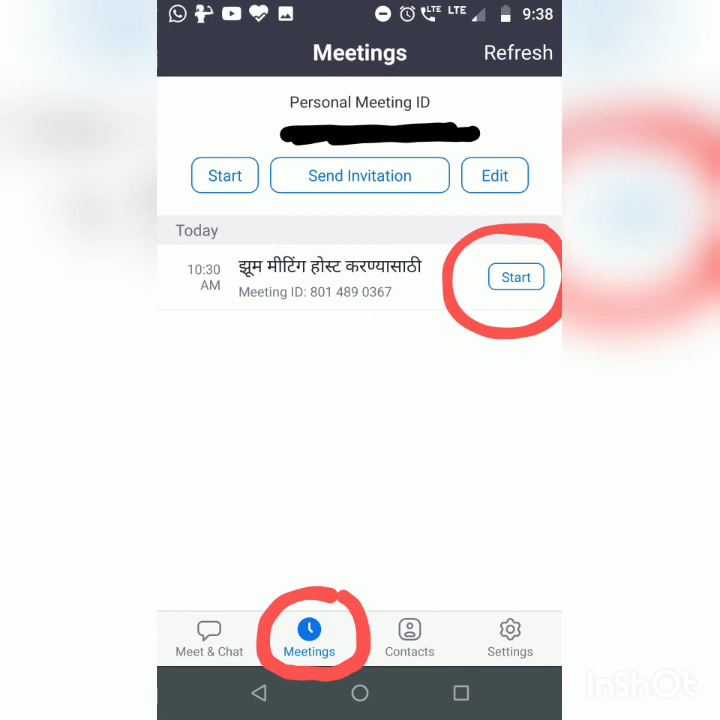 LTE LTE 9:38
Meetings Refresh
Personal Meeting ID
Start Send Invitation Edit
Today
10:30 AM
झूम मीटिंग होस्ट करण्यासाठी
Meeting ID: 801 489 0367
Start
Meet & Chat Meetings Contacts Settings
InShOt